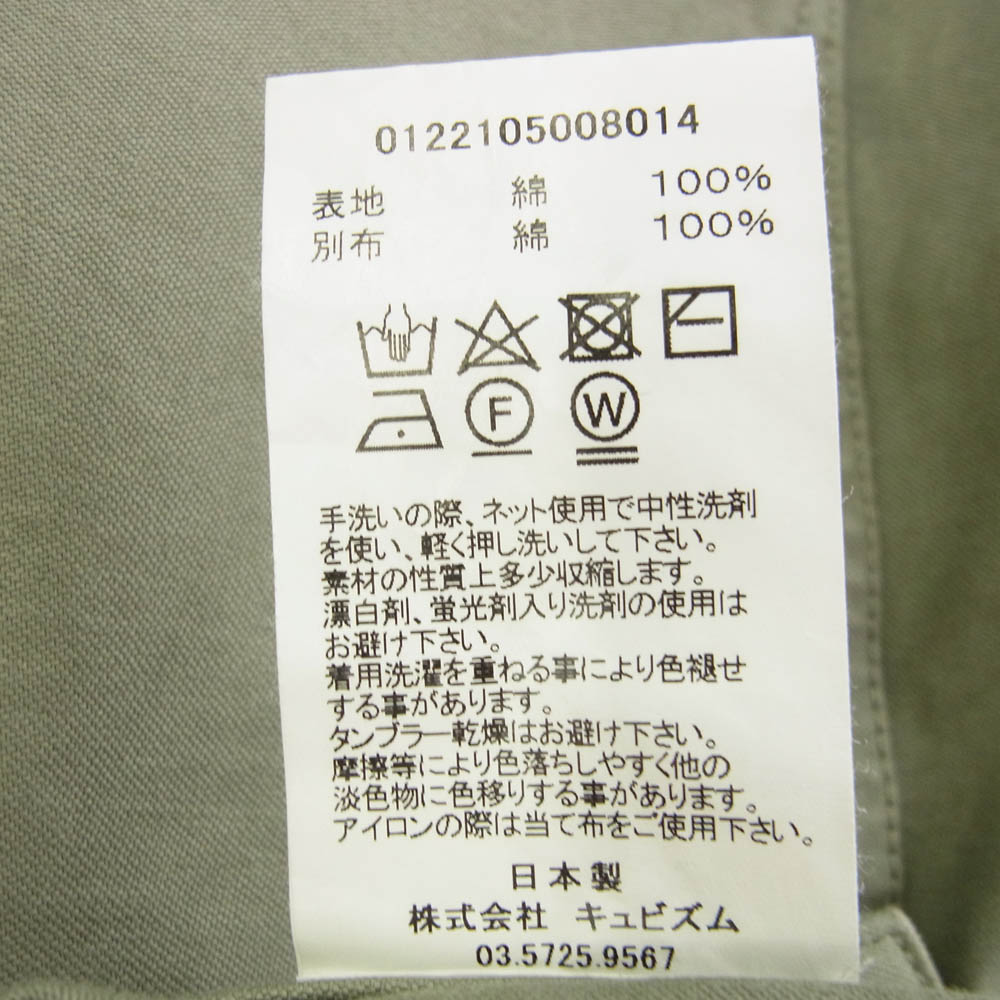 0122105008014
表地 綿 100%
別布 綿 100%
F W
手洗いの際、ネット使用で中性洗剤
を使い、軽く押し洗いして下さい。
素材の性質上多少収縮します。
漂白剤、蛍光剤入り洗剤の使用は
お避け下さい。
着用洗濯を重ねる事により色褪せ
する事があります。
タンブラー乾燥はお避け下さい。
摩擦等により色落ちしやすく他の
淡色物に色移りする事があります。
アイロンの際は当て布をご使用下さい。
日本製
株式会社 キュビズム
03.5725.9567